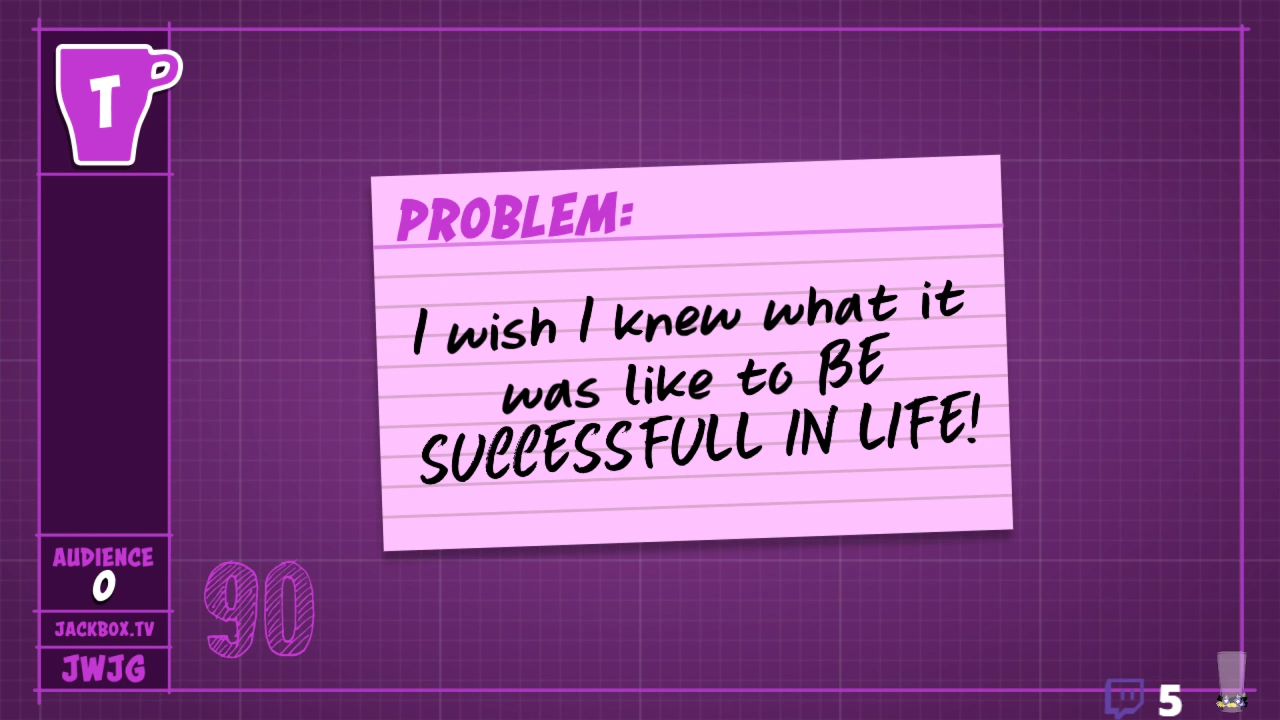 T
PROBLEM:
I wish I knew what it
was like to BE
SUCCESSFULL IN LIFE!
AUDIENCE
0
JACKBOX.TV
JWJG
90
5